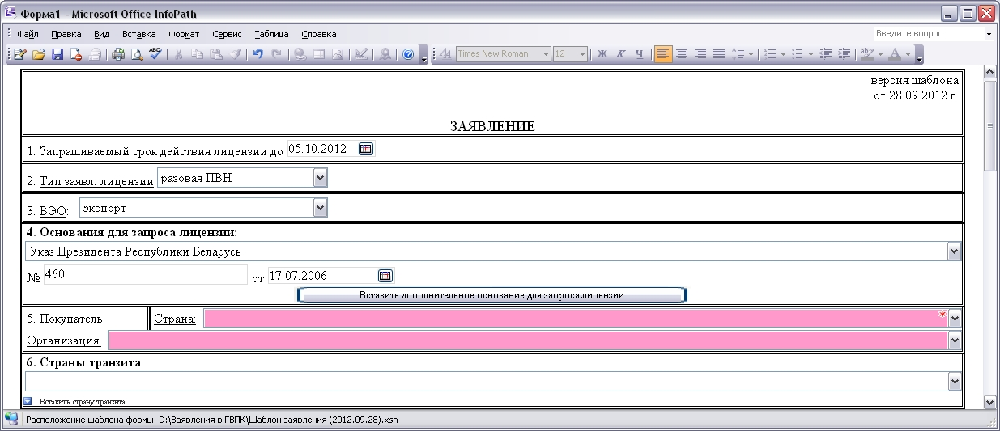 Форма1 - Microsoft Office InfoPath
Файл Правка Вид Вставка Формат Сервис Таблица Справка Введите вопрос
Times New Roman 12 Ж К Ч
версия шаблона
от 28.09.2012 г.
ЗАЯВЛЕНИЕ
1. Запрашиваемый срок действия лицензии до 05.10.2012
2. Тип заявл. лицензии: разовая ПВН
3. ВЭО: экспорт
4. Основания для запроса лицензии:
Указ Президента Республики Беларусь
№ 460 от 17.07.2006
Вставить дополнительное основание для запроса лицензии
5. Покупатель Страна: *
Организация:
6. Страны транзита:
Вставить страну транзита
Расположение шаблона формы: D:\Заявления в ГВПК\Шаблон заявления (2012.09.28).xsn